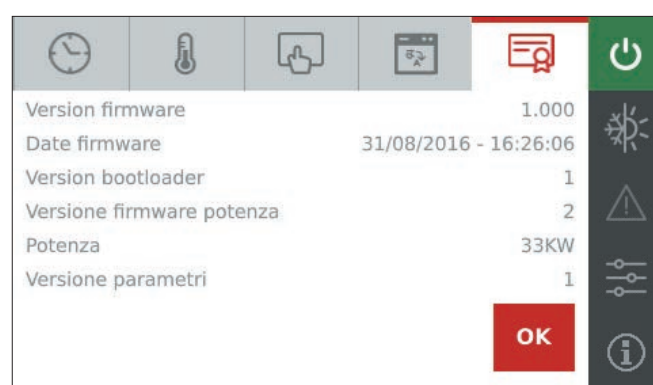 Version firmware 1.000
Date firmware 31/08/2016 - 16:26:06
Version bootloader 1
Versione firmware potenza 2
Potenza 33KW
Versione parametri 1
OK